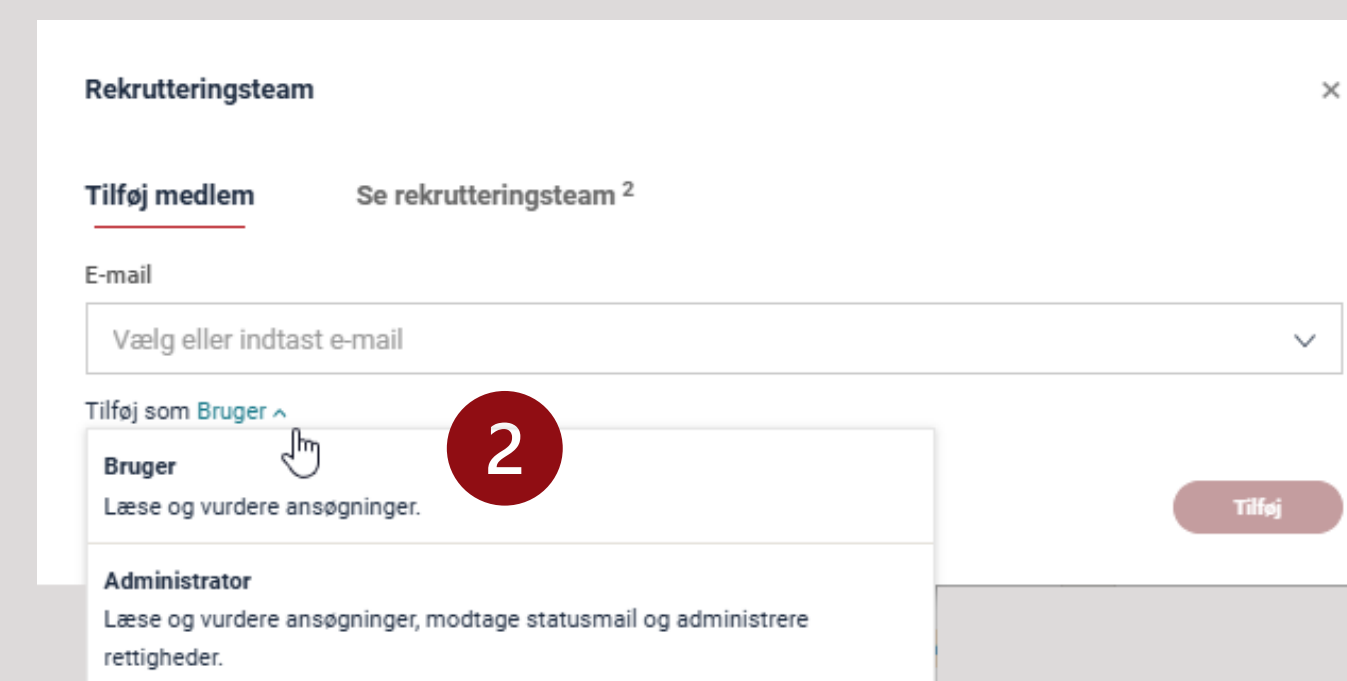 Rekrutteringsteam
Tilføj medlem
Se rekrutteringsteam 2
E-mail
Vælg eller indtast e-mail
Tilføj som Bruger
2
Bruger
Læse og vurdere ansøgninger.
Tilføj
Administrator
Læse og vurdere ansøgninger, modtage statusmail og administrere
rettigheder.